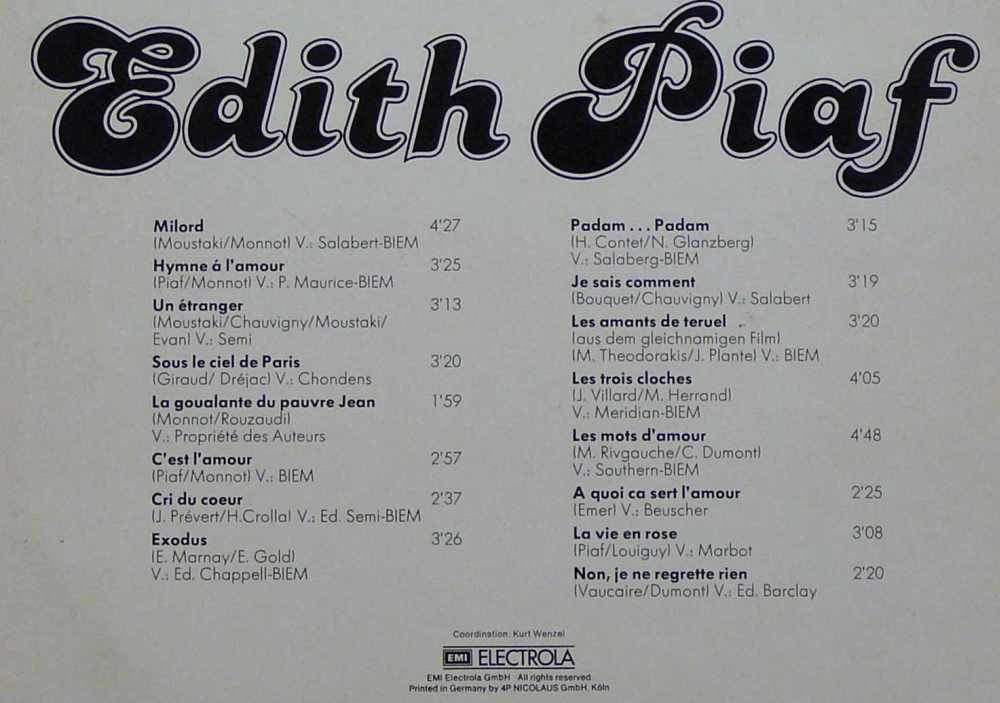 Edith Piaf
Milord 4'27
(Moustaki/Monnot) V.: Salabert-BIEM
Hymne á l'amour 3'25
(Piaf/Monnot) V.: P. Maurice-BIEM
Un étranger 3'13
(Moustaki/Chauvigny/Moustaki/
Evan) V.: Semi
Sous le ciel de Paris 3'20
(Giraud/ Dréjac) V.: Chondens
La goualante du pauvre Jean 1'59
(Monnot/Rouzaudi)
V.: Propriété des Auteurs
C'est l'amour 2'57
(Piaf/Monnot) V.: BIEM
Cri du coeur 2'37
(J. Prévert/H.Crolla) V.: Ed. Semi-BIEM
Exodus 3'26
(E. Marnay/E. Gold)
V.: Ed. Chappell-BIEM
Padam . . . Padam 3'15
(H. Contet/N. Glanzberg)
V.: Salaberg-BIEM
Je sais comment 3'19
(Bouquet/Chauvigny) V.: Salabert
Les amants de teruel 3'20
(aus dem gleichnamigen Film)
(M. Theodorakis/J. Plante) V.: BIEM
Les trois cloches 4'05
(J. Villard/M. Herrand)
V.: Meridian-BIEM
Les mots d'amour 4'48
(M. Rivgauche/C. Dumont)
V.: Southern-BIEM
A quoi ca sert l'amour 2'25
(Emer) V.: Beuscher
La vie en rose 3'08
(Piaf/Louiguy) V.: Marbot
Non, je ne regrette rien 2'20
(Vaucaire/Dumont) V.: Ed. Barclay
Coordination: Kurt Wenzel
EMI ELECTROLA
EMI Electrola GmbH All rights reserved
Printed in Germany by 4P NICOLAUS GmbH, Köln